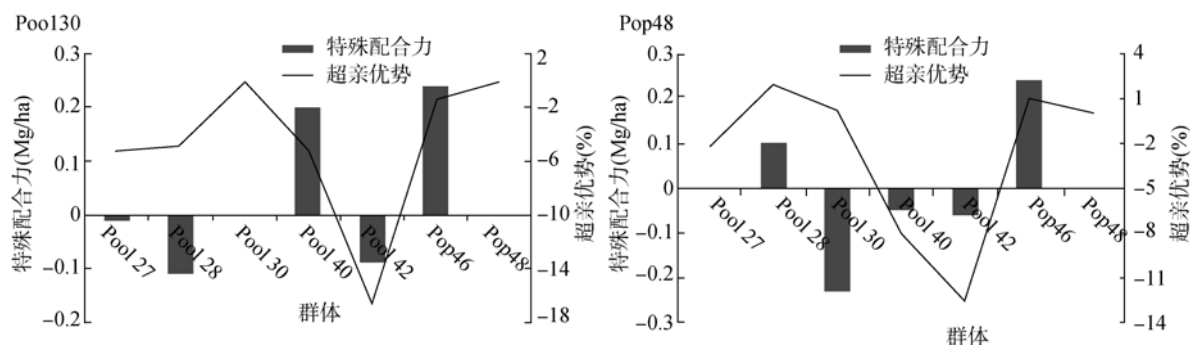 Poo130
特殊配合力
超亲优势
特殊配合力(Mg/ha)
0.3
0.2
0.1
0
−0.1
−0.2
2
−2
−6
−10
−14
−18
超亲优势(%)
Pool 27
Pool 28
Pool 30
Pool 40
Pool 42
Pop46
Pop48
群体
Pop48
特殊配合力
超亲优势
特殊配合力(Mg/ha)
0.3
0.2
0.1
0
−0.1
−0.2
−0.3
4
1
−2
−5
−8
−11
−14
超亲优势(%)
Pool 27
Pool 28
Pool 30
Pool 40
Pool 42
Pop46
Pop48
群体